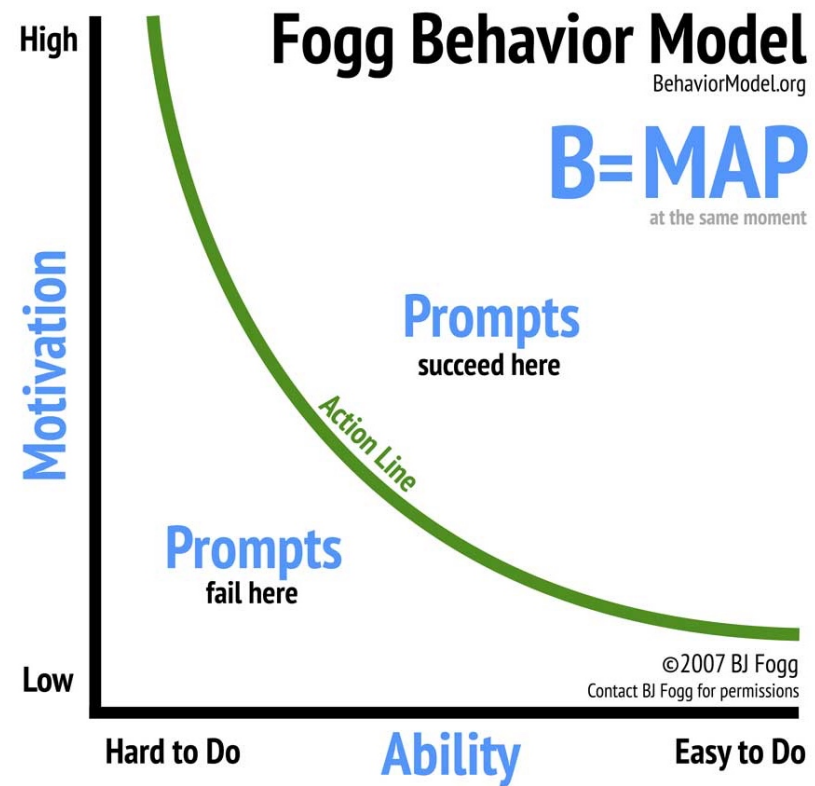 High
Fogg Behavior Model
BehaviorModel.org
B=MAP
at the same moment
Motivation
Prompts
succeed here
Action Line
Prompts
fail here
Low
©2007 BJ Fogg
Contact BJ Fogg for permissions
Hard to Do
Ability
Easy to Do